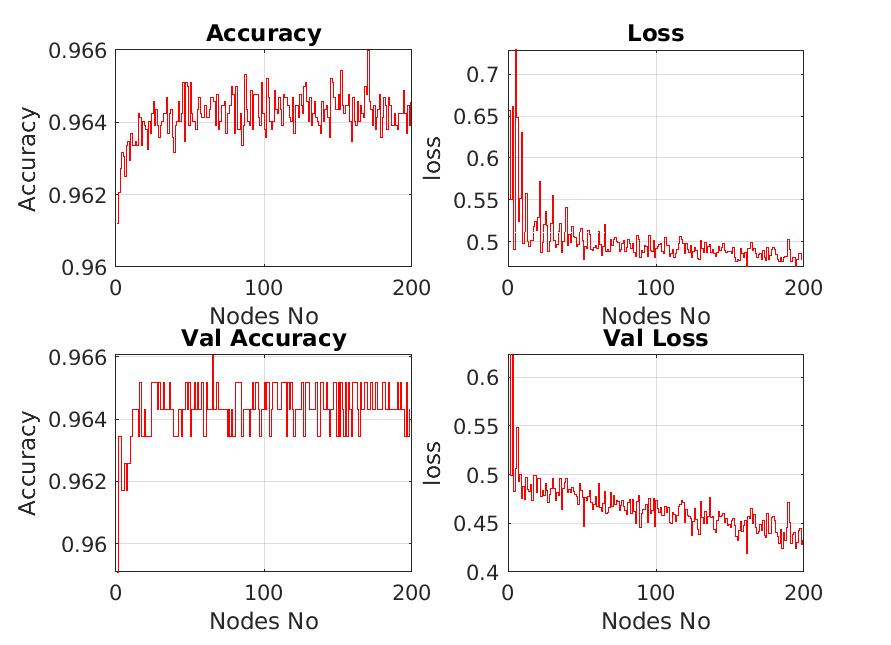 Accuracy
0.966
0.964
0.962
0.96
Accuracy
0 100 200
Nodes No
Loss
0.7
0.65
0.6
0.55
0.5
loss
0 100 200
Nodes No
Val Accuracy
0.966
0.964
0.962
0.96
Accuracy
0 100 200
Nodes No
Val Loss
0.6
0.55
0.5
0.45
0.4
loss
0 100 200
Nodes No